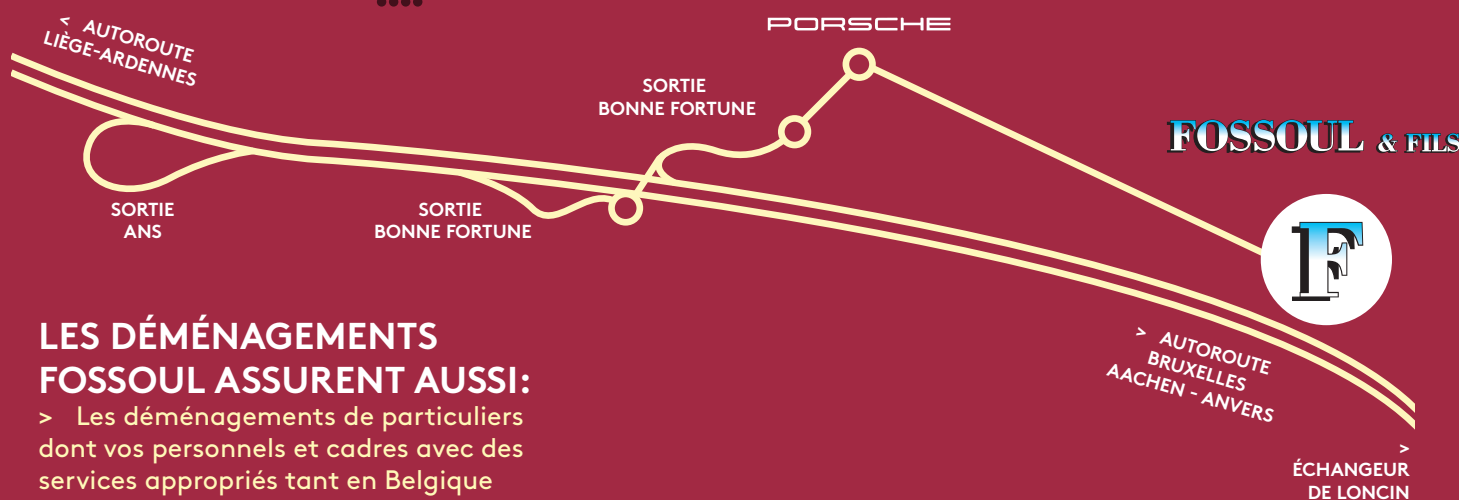 < AUTOROUTE
LIÈGE-ARDENNES
PORSCHE
SORTIE
BONNE FORTUNE
FOSSOUL & FILS
F
SORTIE
ANS
SORTIE
BONNE FORTUNE
> AUTOROUTE
BRUXELLES
AACHEN - ANVERS
>
ÉCHANGEUR
DE LONCIN
LES DÉMÉNAGEMENTS
FOSSOUL ASSURENT AUSSI:
> Les déménagements de particuliers
dont vos personnels et cadres avec des
services appropriés tant en Belgique